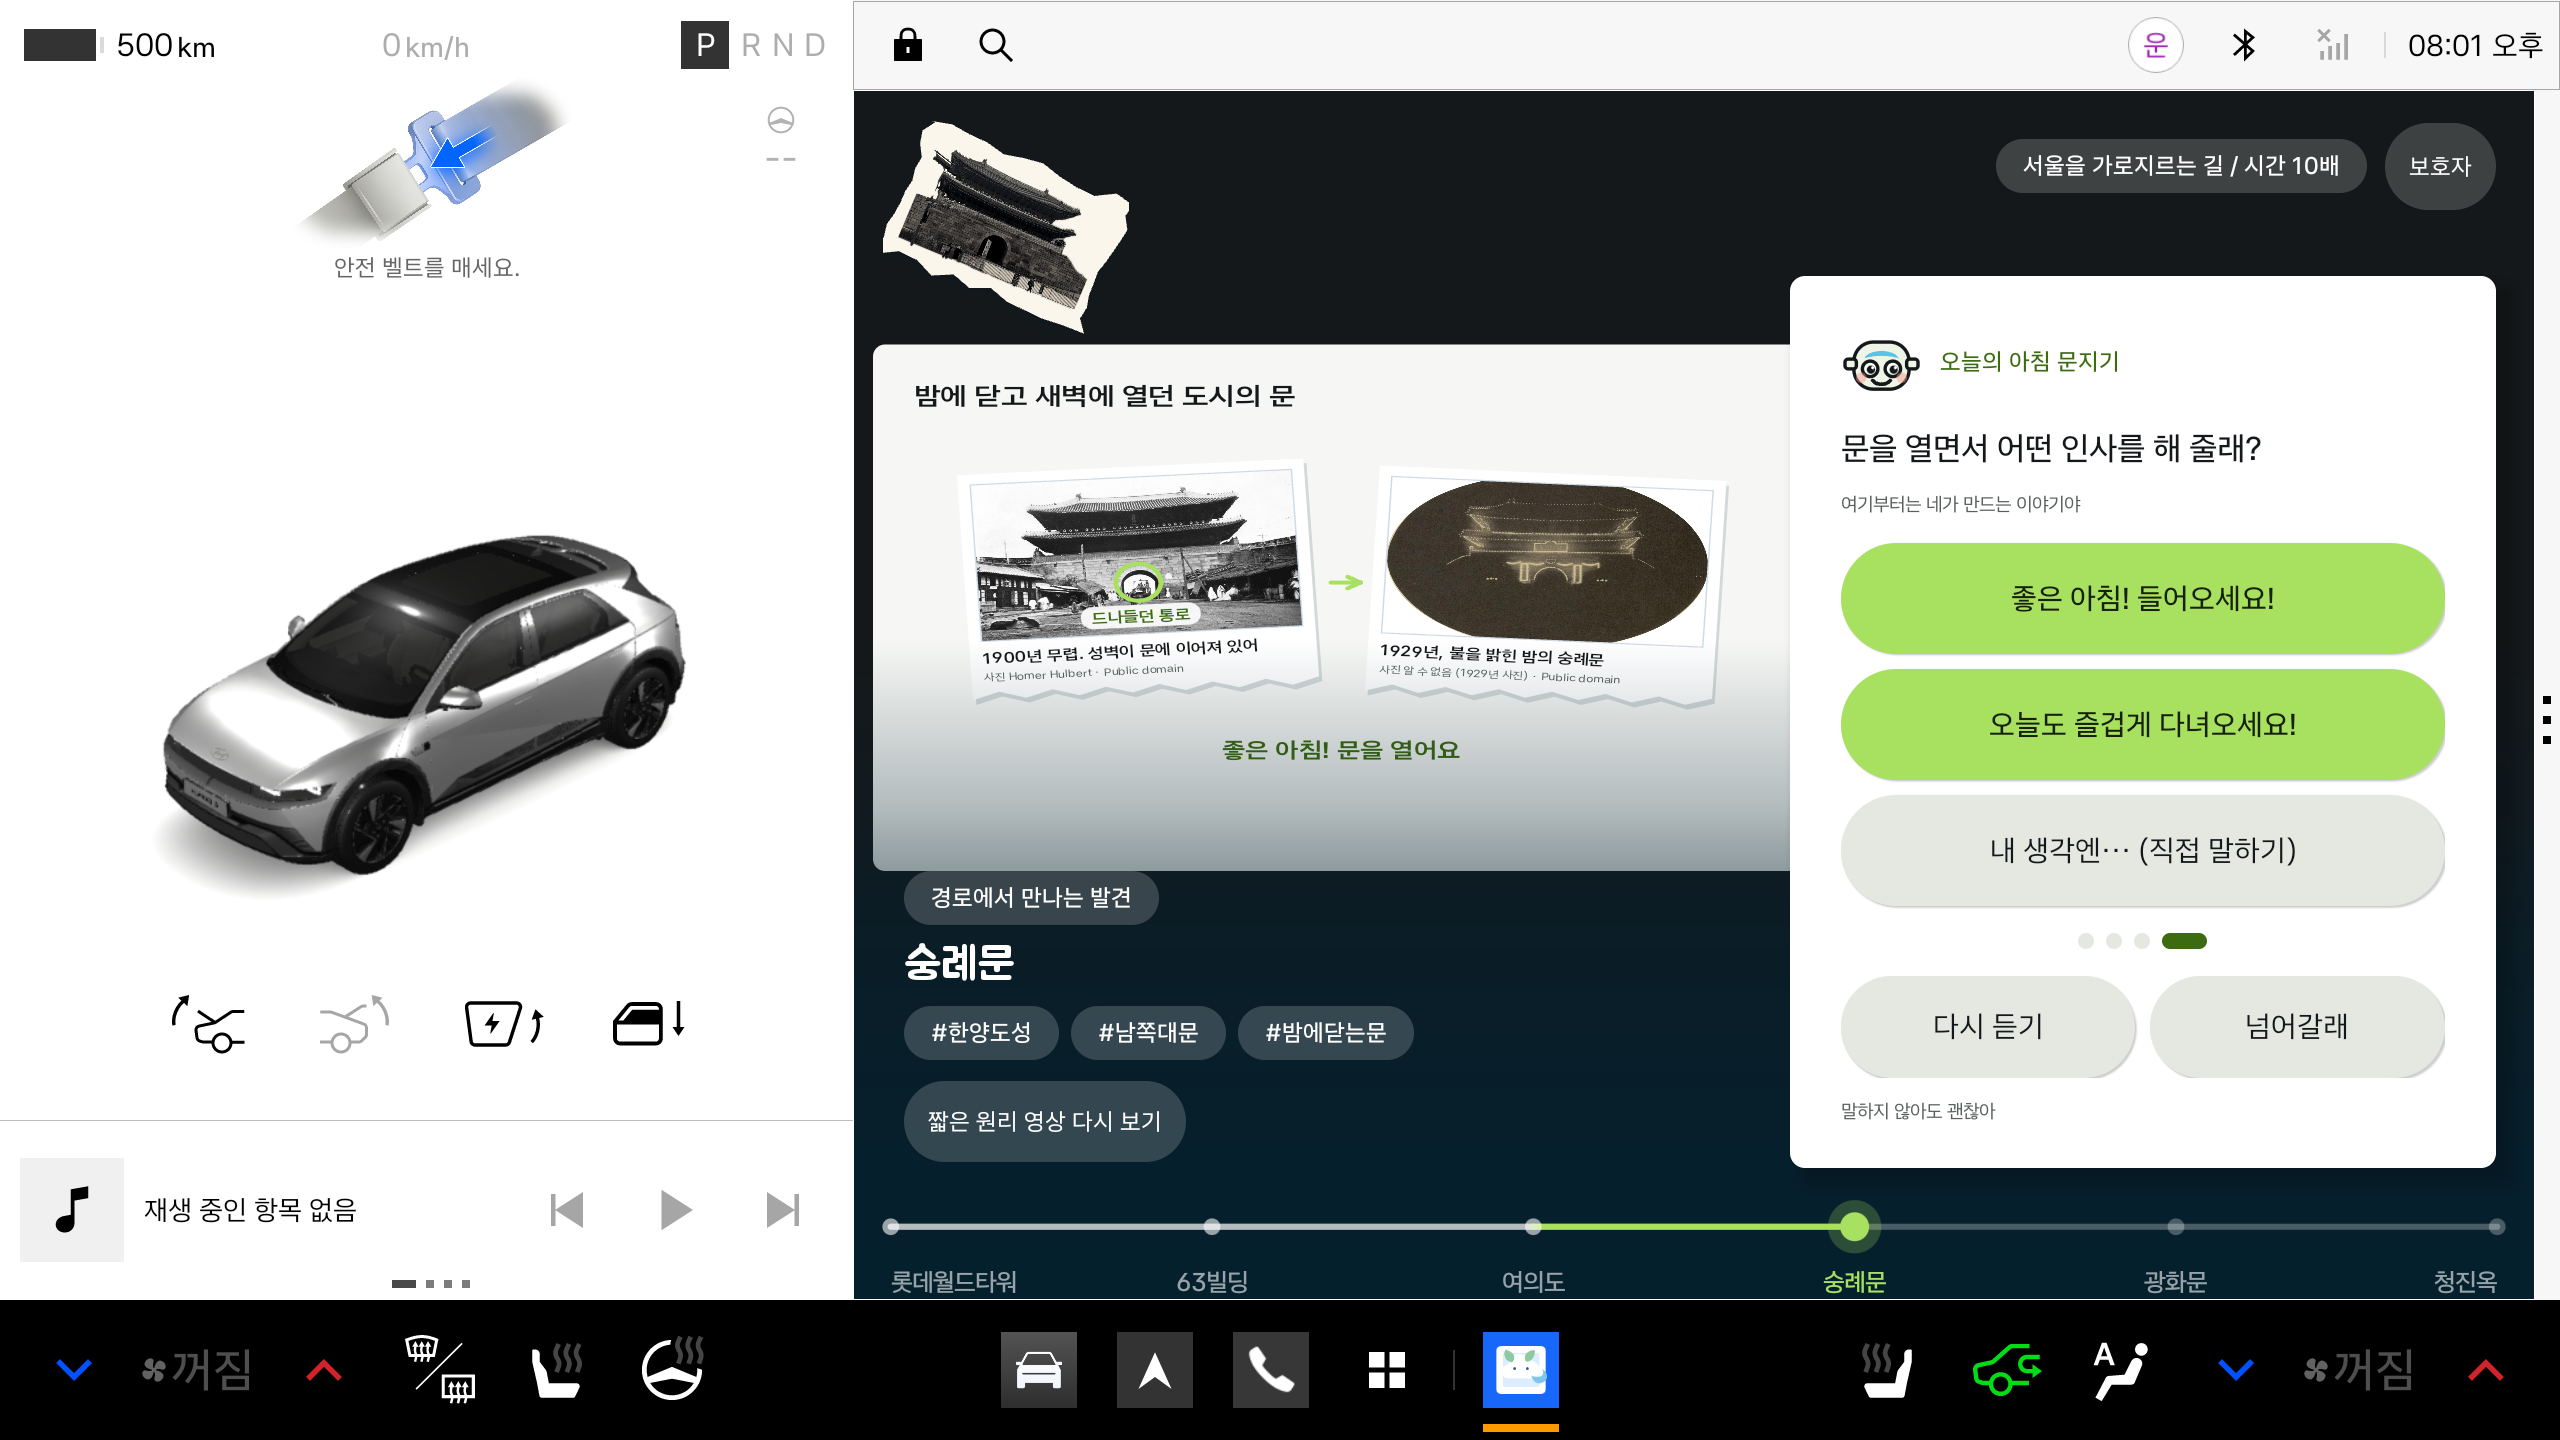 500 km
0 km/h
P R N D
안전 벨트를 매세요.
재생 중인 항목 없음
운
08:01 오후
서울을 가로지르는 길 / 시간 10배
보호자
밤에 닫고 새벽에 열던 도시의 문
드나들던 통로
1900년 무렵. 성벽이 문에 이어져 있어
사진 Homer Hulbert · Public domain
1929년, 불을 밝힌 밤의 숭례문
사진 알 수 없음 (1929년 사진) · Public domain
좋은 아침! 문을 열어요
경로에서 만나는 발견
숭례문
#한양도성
#남쪽대문
#밤에닫는문
짧은 원리 영상 다시 보기
오늘의 아침 문지기
문을 열면서 어떤 인사를 해 줄래?
여기부터는 네가 만드는 이야기야
좋은 아침! 들어오세요!
오늘도 즐겁게 다녀오세요!
내 생각엔… (직접 말하기)
다시 듣기
넘어갈래
말하지 않아도 괜찮아
롯데월드타워
63빌딩
여의도
숭례문
광화문
청진옥
꺼짐
A
꺼짐